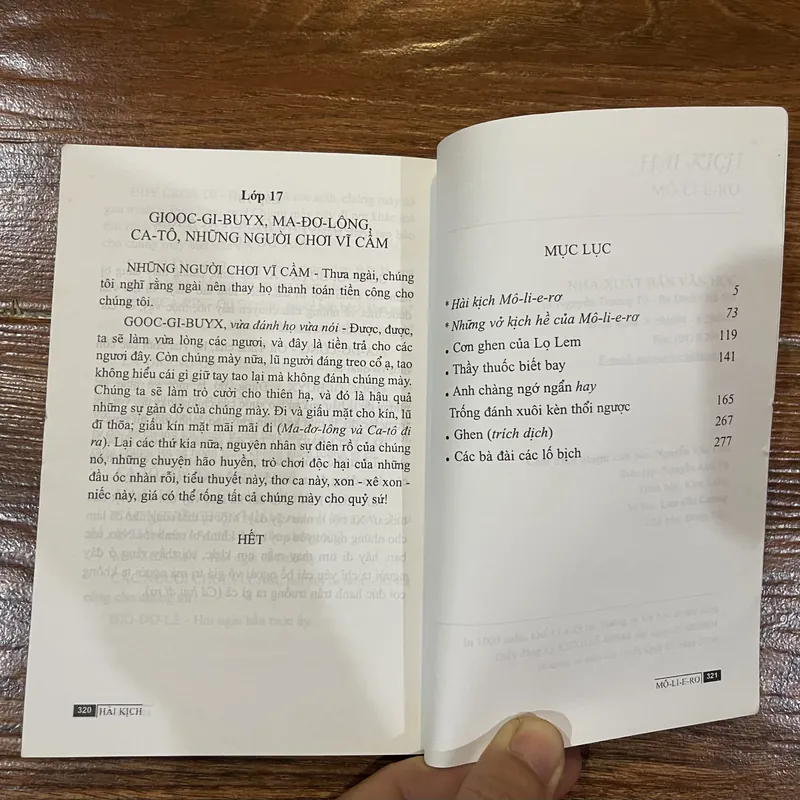 Lớp 17
GIOOC-GI-BUYX, MA-ĐƠ-LÔNG,
CA-TÔ, NHỮNG NGƯỜI CHƠI VĨ CẦM
NHỮNG NGƯỜI CHƠI VĨ CẦM - Thưa ngài, chúng
tôi nghĩ rằng ngài nên thay họ thanh toán tiền công cho
chúng tôi.
GOOC-GI-BUYX, vừa đánh họ vừa nói - Được, được,
ta sẽ làm vừa lòng các ngươi, và đây là tiền trả cho các
ngươi đây. Còn chúng mày nữa, lũ người đáng treo cổ ạ, tao
không hiểu cái gì giữ tay tao lại mà không đánh chúng mày.
Chúng ta sẽ làm trò cười cho thiên hạ, và đó là hậu quả
những sự gàn dở của chúng mày. Đi và giấu mặt cho kín, lũ
đĩ thõa; giấu kín mặt mãi mãi đi (Ma-đơ-lông và Ca-tô đi
ra) Lại các thứ kia nữa, nguyên nhân sự điên rồ của chúng
nó, những chuyện hão huyền, trò chơi độc hại của những
đầu óc nhàn rỗi, tiểu thuyết này, thơ ca này, xon - xê xon -
niếc này, giá có thể tống tất cả chúng mày cho quỷ sứ!
HẾT
320 HÀI KỊCH
MỤC LỤC
* Hài kịch Mô-li-e-rơ 5
* Những vở kịch hề của Mô-li-e-rơ 73
• Cơn ghen của Lọ Lem 119
• Thầy thuốc biết bay 141
• Anh chàng ngớ ngẩn hay
Trống đánh xuôi kèn thổi ngược 165
• Ghen (trích dịch) 267
• Các bà đài các lố bịch 277
MÔ-LI-E-RƠ 321